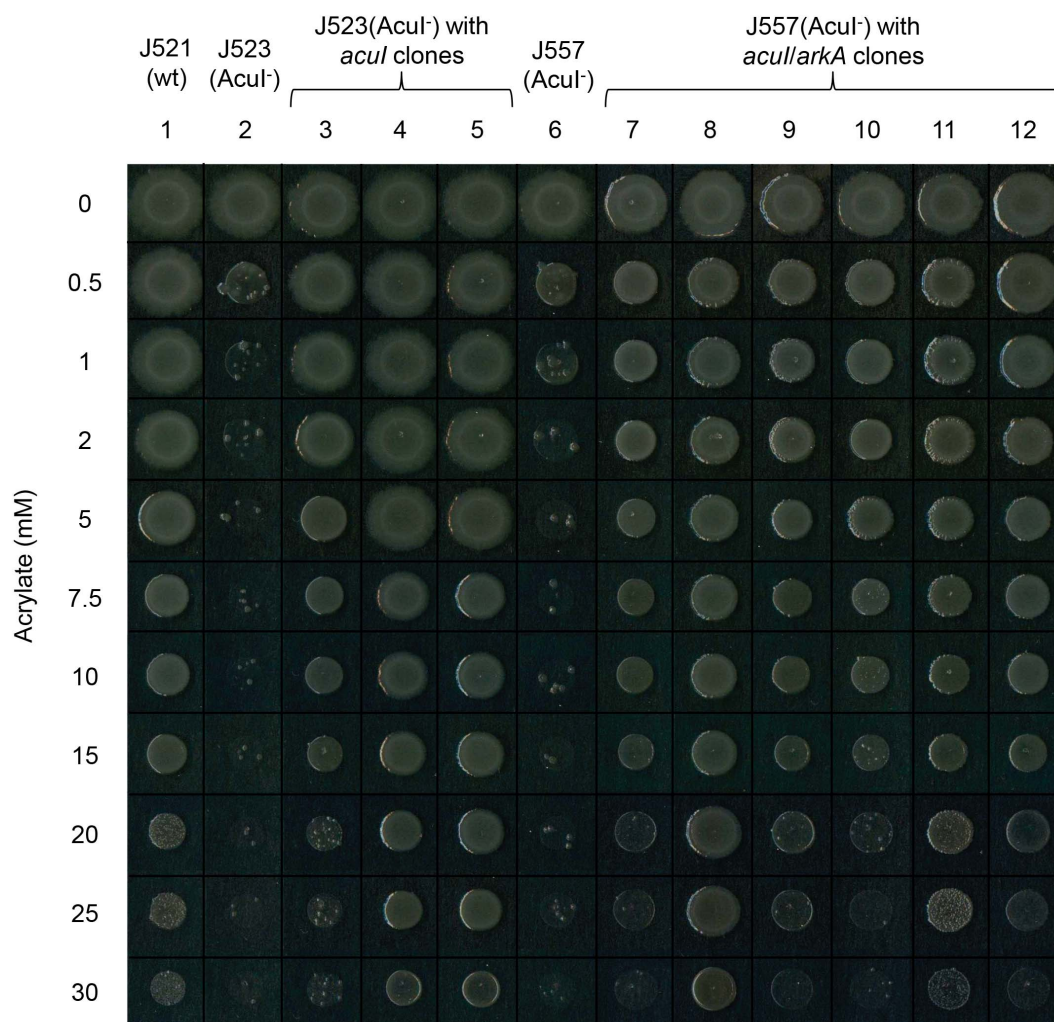 J521
(wt)
J523
(AcuI-)
J523(AcuI-) with
acuI clones
J557
(AcuI-)
J557(AcuI-) with
acuI/arkA clones
1 2 3 4 5 6 7 8 9 10 11 12
Acrylate (mM)
0
0.5
1
2
5
7.5
10
15
20
25
30